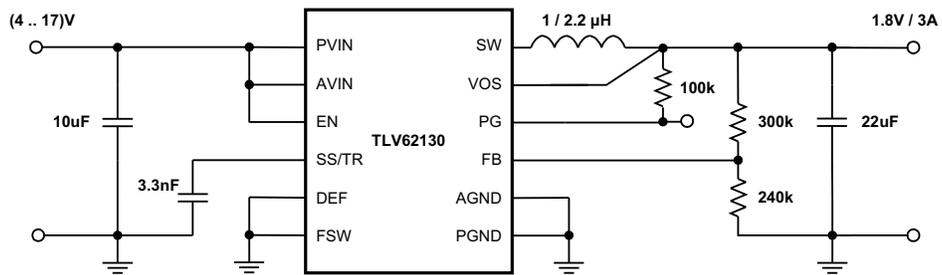 (4 .. 17)V
1 / 2.2 µH
1.8V / 3A
PVIN
SW
AVIN
VOS
100k
10uF
EN
PG
300k
22uF
TLV62130
SS/TR
FB
3.3nF
DEF
AGND
240k
FSW
PGND